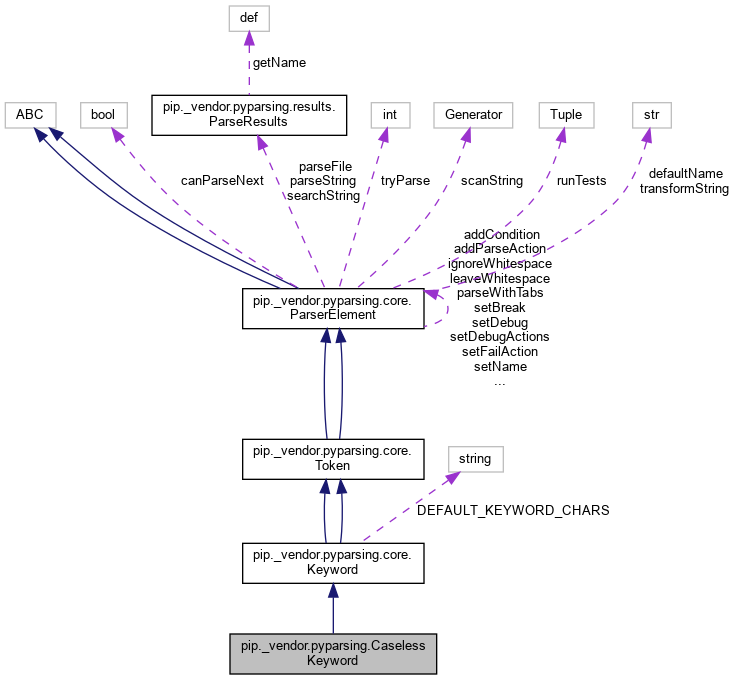 def
getName
ABC
bool
pip._vendor.pyparsing.results.
ParseResults
int
Generator
Tuple
str
canParseNext
parseFile
parseString
searchString
tryParse
scanString
runTests
defaultName
transformString
addCondition
addParseAction
ignoreWhitespace
leaveWhitespace
parseWithTabs
setBreak
setDebug
setDebugActions
setFailAction
setName
...
pip._vendor.pyparsing.core.
ParserElement
pip._vendor.pyparsing.core.
Token
string
DEFAULT_KEYWORD_CHARS
pip._vendor.pyparsing.core.
Keyword
pip._vendor.pyparsing.Caseless
Keyword